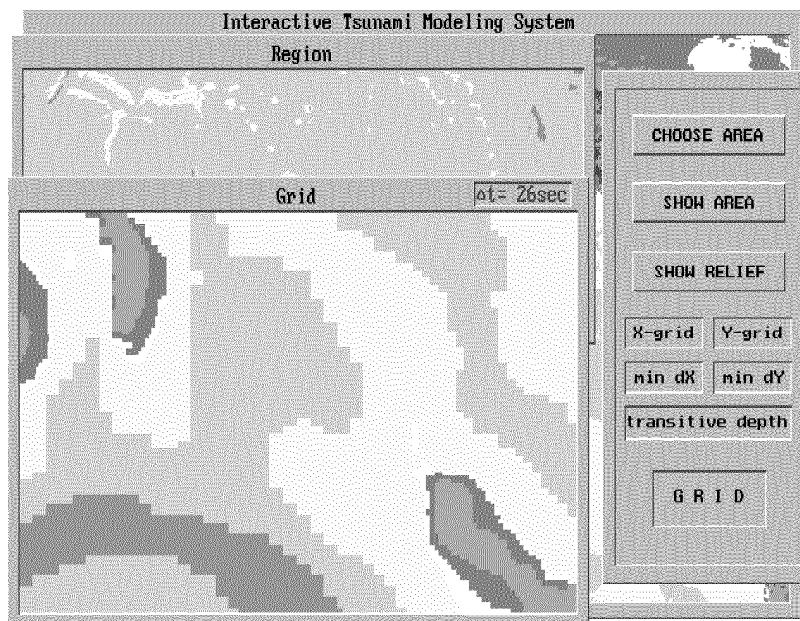 Interactive Tsunami Modeling System
Region
Grid
Δt= 26sec
CHOOSE AREA
SHOW AREA
SHOW RELIEF
X-grid
Y-grid
min dX
min dY
transitive depth
G R I D